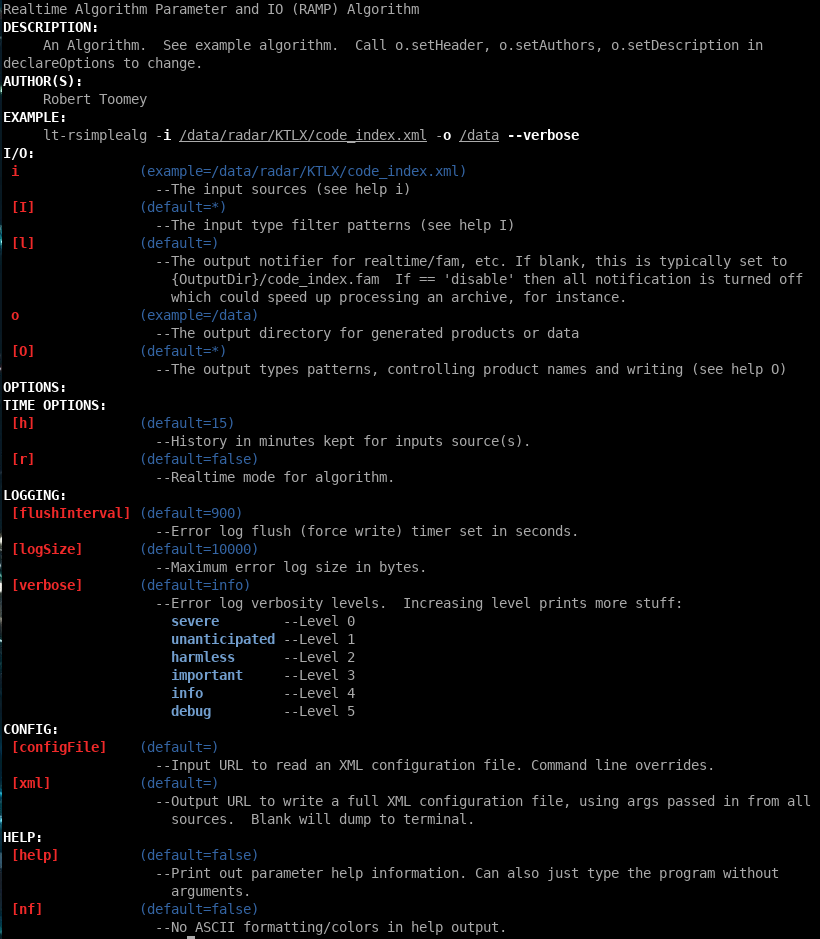 Realtime Algorithm Parameter and IO (RAMP) Algorithm
DESCRIPTION:
     An Algorithm.  See example algorithm.  Call o.setHeader, o.setAuthors, o.setDescription in
declareOptions to change.
AUTHOR(S):
     Robert Toomey
EXAMPLE:
     lt-rsimplealg -i /data/radar/KTLX/code_index.xml -o /data --verbose
I/O:
 i               (example=/data/radar/KTLX/code_index.xml)
                   --The input sources (see help i)
 [I]             (default=*)
                   --The input type filter patterns (see help I)
 [l]             (default=)
                   --The output notifier for realtime/fam, etc. If blank, this is typically set to
                     {OutputDir}/code_index.fam  If == 'disable' then all notification is turned off
                     which could speed up processing an archive, for instance.
 o               (example=/data)
                   --The output directory for generated products or data
 [O]             (default=*)
                   --The output types patterns, controlling product names and writing (see help O)
OPTIONS:
TIME OPTIONS:
 [h]             (default=15)
                   --History in minutes kept for inputs source(s).
 [r]             (default=false)
                   --Realtime mode for algorithm.
LOGGING:
 [flushInterval] (default=900)
                   --Error log flush (force write) timer set in seconds.
 [logSize]       (default=10000)
                   --Maximum error log size in bytes.
 [verbose]       (default=info)
                   --Error log verbosity levels.  Increasing level prints more stuff:
                     severe        --Level 0
                     unanticipated --Level 1
                     harmless      --Level 2
                     important     --Level 3
                     info          --Level 4
                     debug         --Level 5
CONFIG:
 [configFile]    (default=)
                   --Input URL to read an XML configuration file. Command line overrides.
 [xml]           (default=)
                   --Output URL to write a full XML configuration file, using args passed in from all
                     sources.  Blank will dump to terminal.
HELP:
 [help]          (default=false)
                   --Print out parameter help information. Can also just type the program without
                     arguments.
 [nf]            (default=false)
                   --No ASCII formatting/colors in help output.